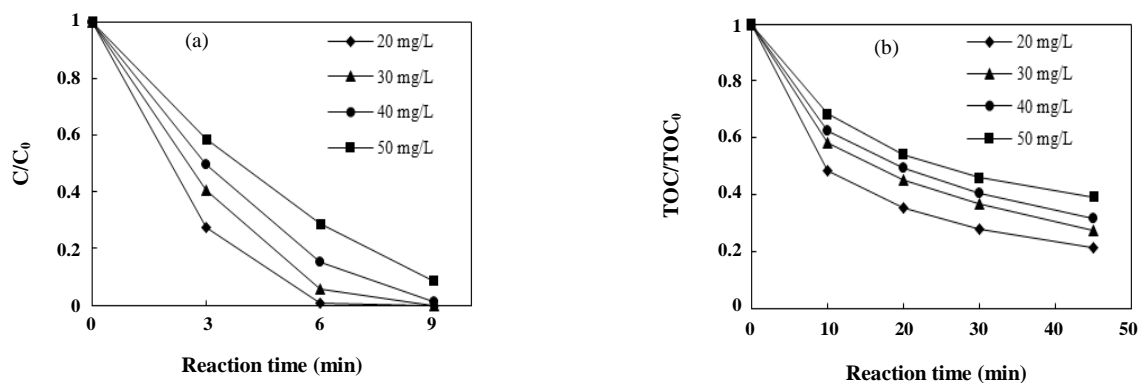 (a)
20 mg/L
30 mg/L
40 mg/L
50 mg/L
1
0.8
0.6
0.4
0.2
0
0 3 6 9
C/C₀
Reaction time (min)
(b)
20 mg/L
30 mg/L
40 mg/L
50 mg/L
1
0.8
0.6
0.4
0.2
0
0 10 20 30 40 50
TOC/TOC₀
Reaction time (min)